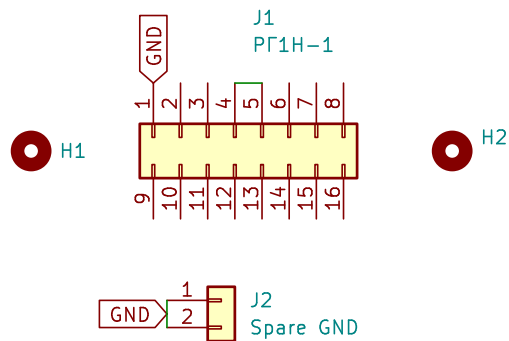 J1
РГ1Н-1
GND
1 2 3 4 5 6 7 8
H1
H2
9 10 11 12 13 14 15 16
1
J2
GND
2
Spare GND